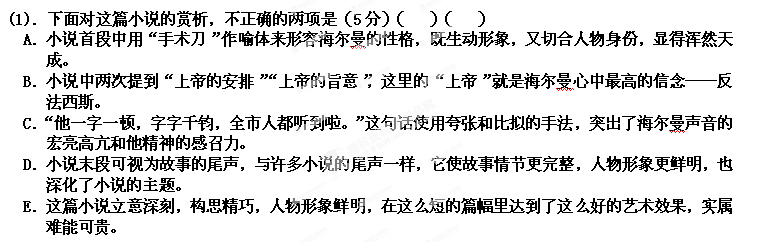 (1). 下面对这篇小说的赏析，不正确的两项是（5分）（　　）（　　）
A. 小说首段中用“手术刀”作喻体来形容海尔曼的性格，既生动形象，又切合人物身份，显得浑然天
成。
B. 小说中两次提到“上帝的安排”“上帝的旨意”，这里的“上帝”就是海尔曼心中最高的信念——反
法西斯。
C. “他一字一顿，字字千钧，全市人都听到啦。”这句话使用夸张和比拟的手法，突出了海尔曼声音的
宏亮高亢和他精神的感召力。
D. 小说末段可视为故事的尾声，与许多小说的尾声一样，它使故事情节更完整，人物形象更鲜明，也
深化了小说的主题。
E. 这篇小说立意深刻，构思精巧，人物形象鲜明，在这么短的篇幅里达到了这么好的艺术效果，实属
难能可贵。